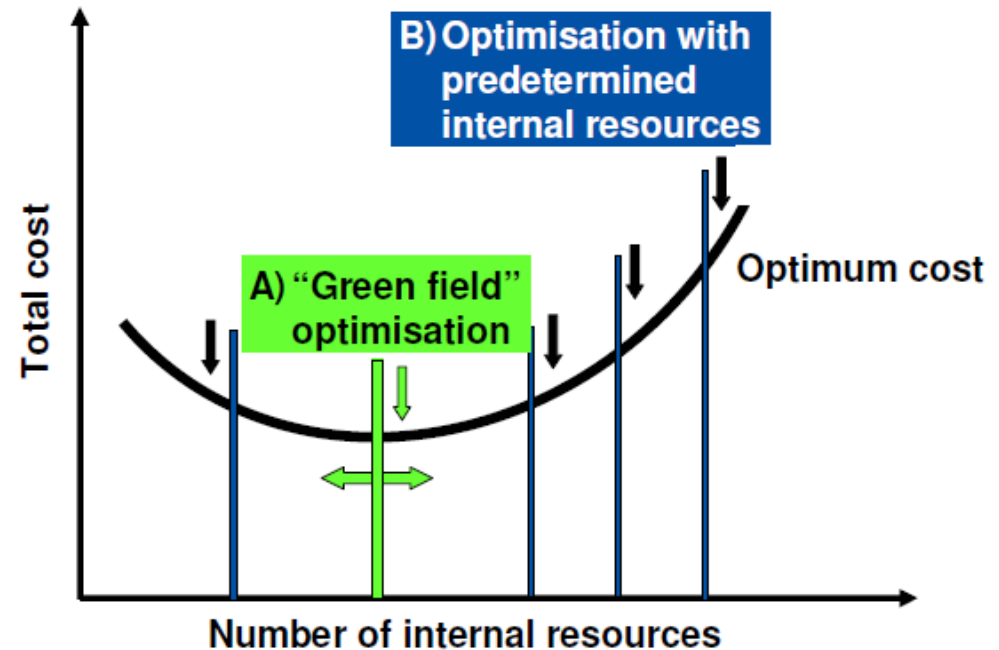 B) Optimisation with
predetermined
internal resources
A) “Green field”
optimisation
Optimum cost
Total cost
Number of internal resources